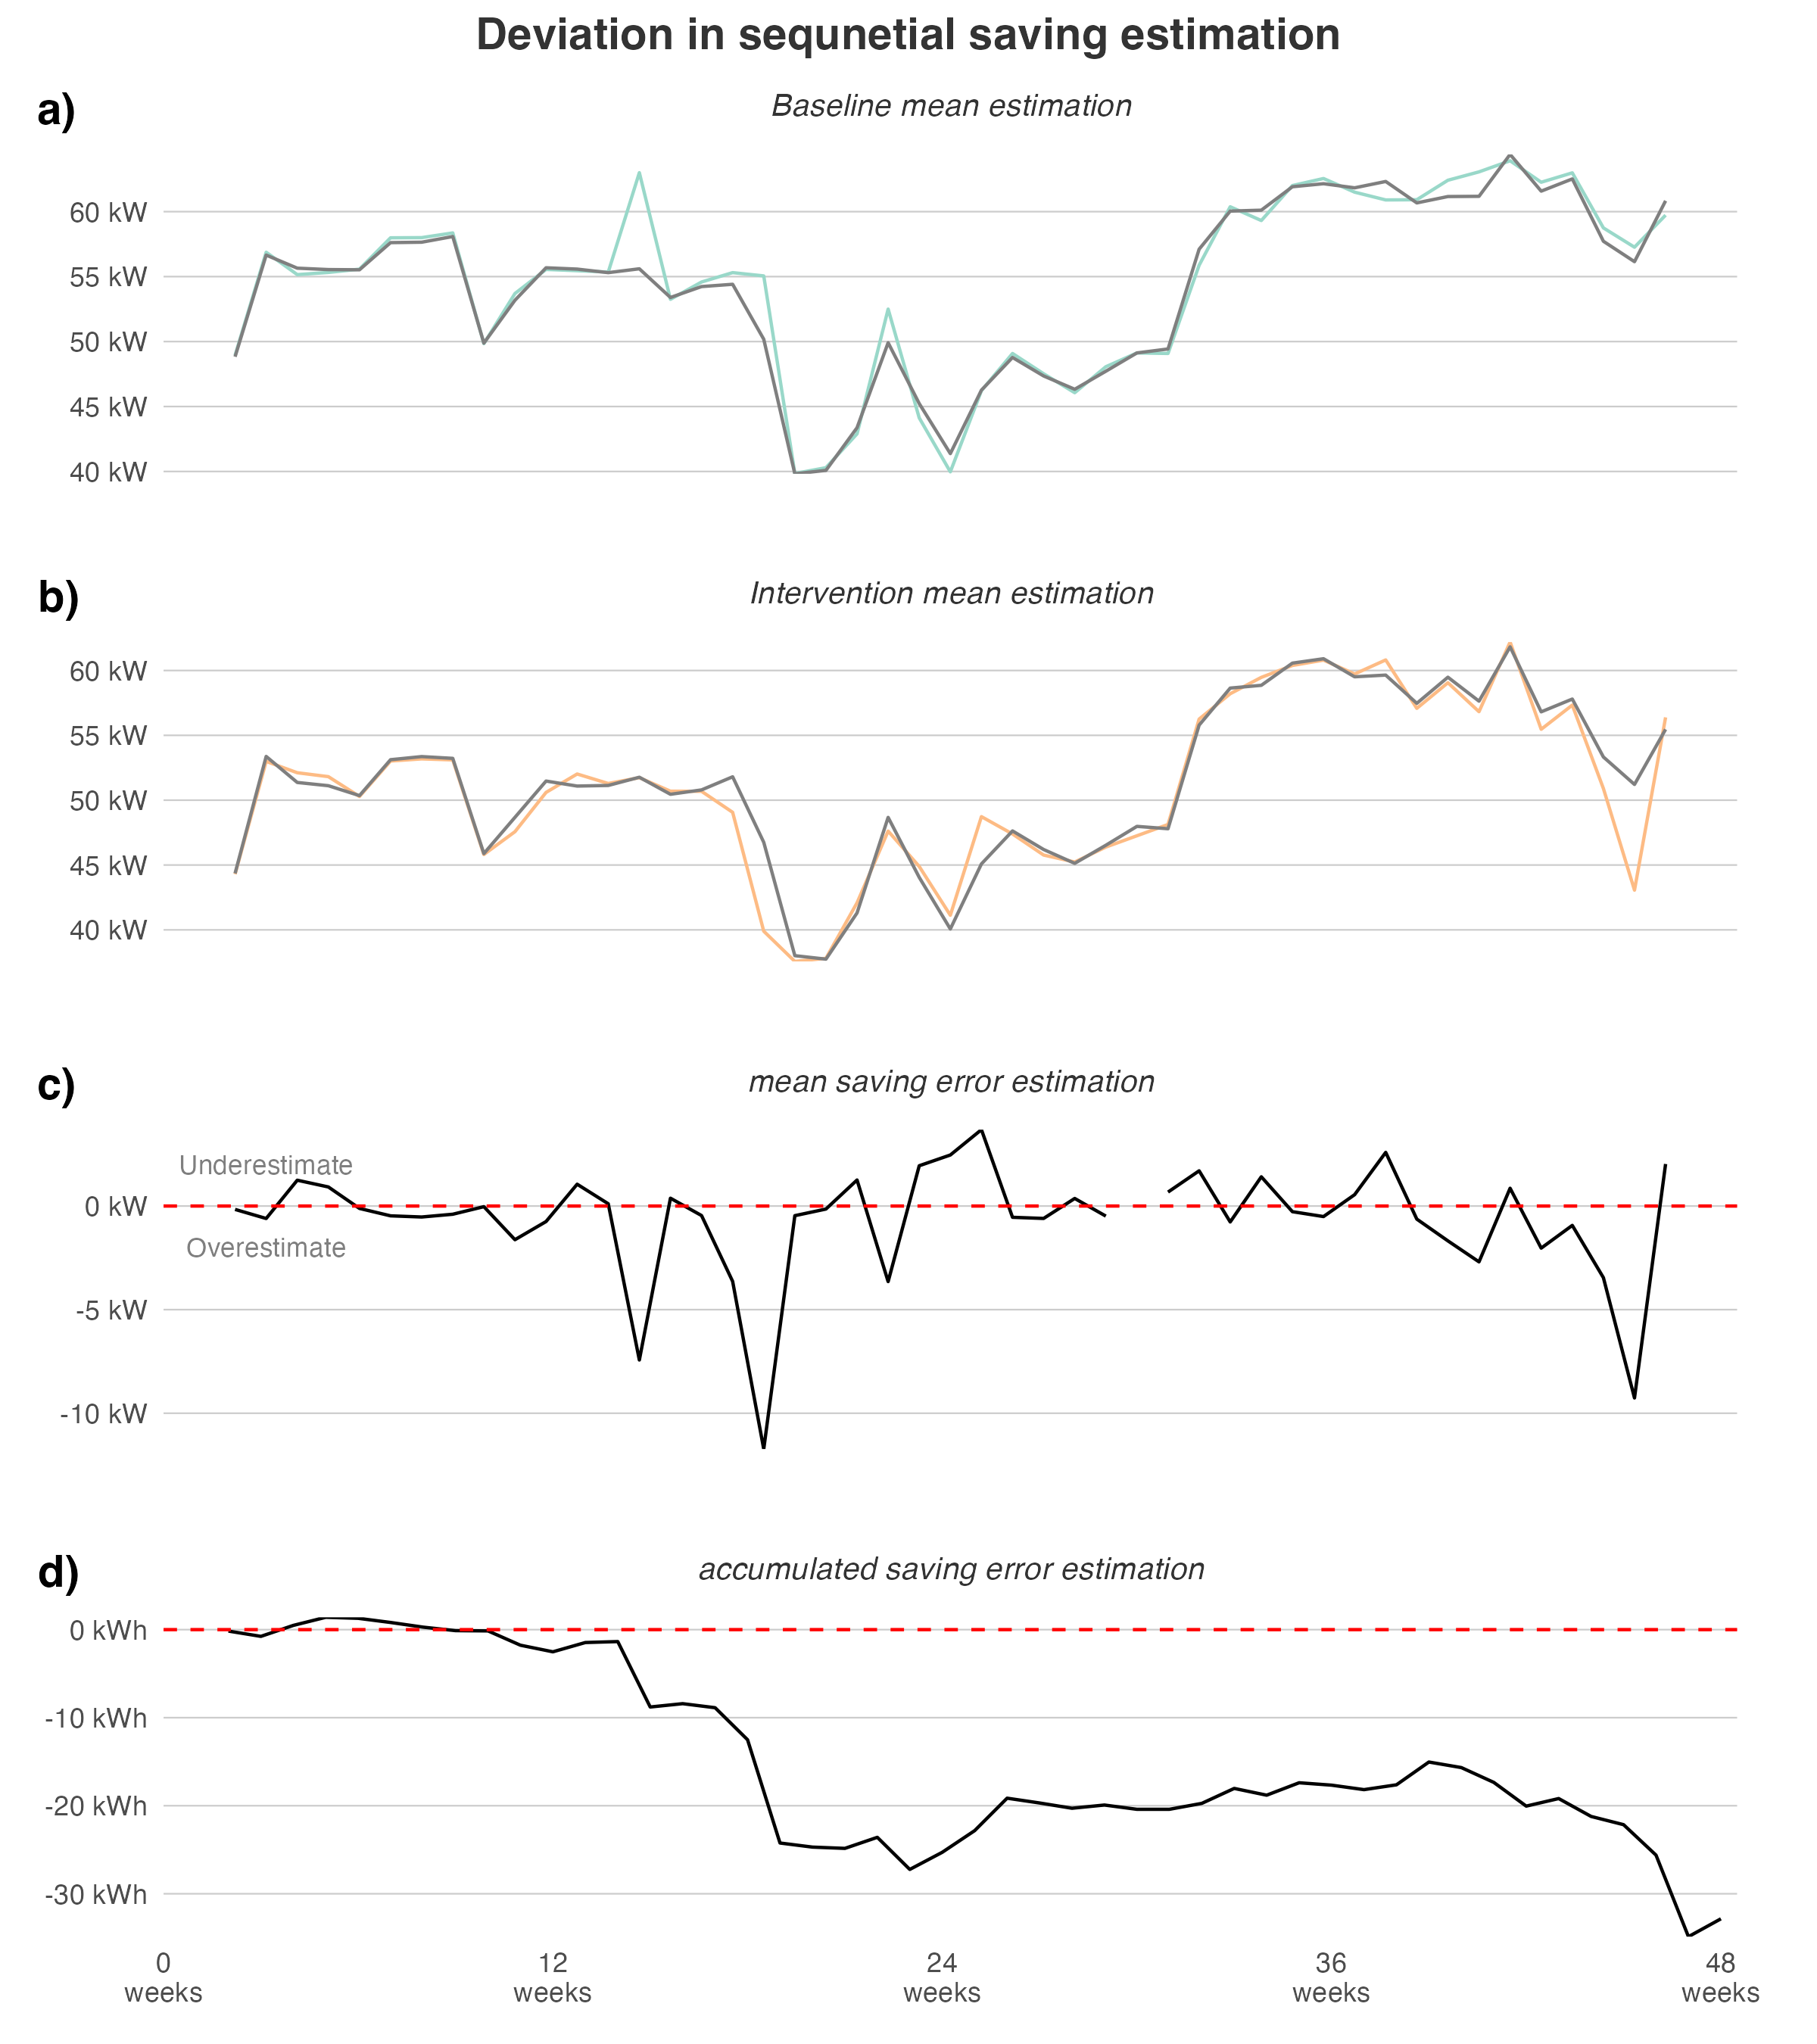 Deviation in sequnetial saving estimation
a)
Baseline mean estimation
60 kW
55 kW
50 kW
45 kW
40 kW
b)
Intervention mean estimation
60 kW
55 kW
50 kW
45 kW
40 kW
c)
mean saving error estimation
Underestimate
0 kW
Overestimate
-5 kW
-10 kW
d)
accumulated saving error estimation
0 kWh
-10 kWh
-20 kWh
-30 kWh
0 12 24 36 48
weeks weeks weeks weeks weeks